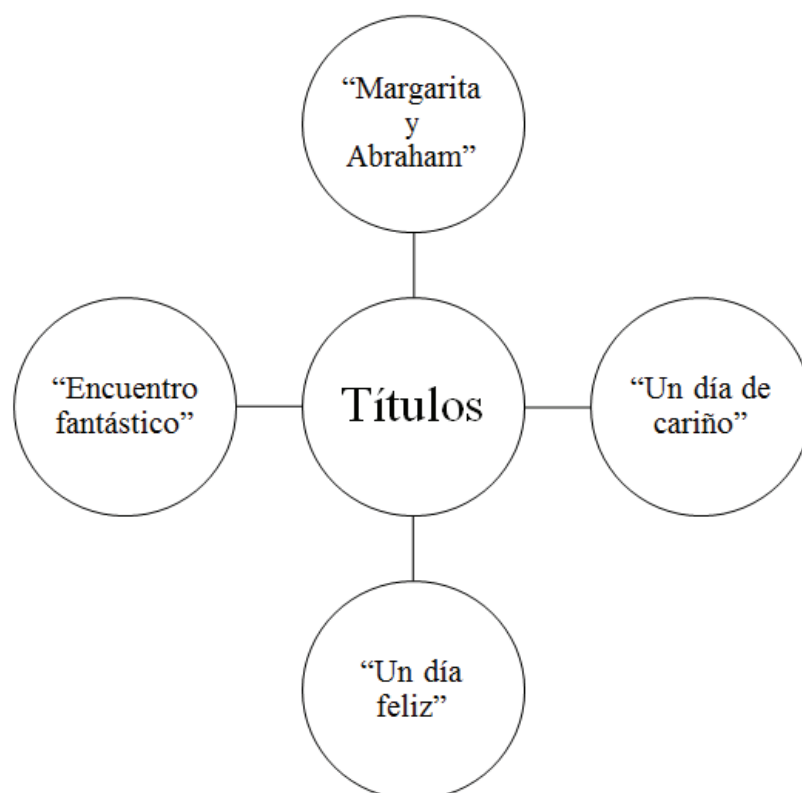 “Margarita
y
Abraham”
“Encuentro
fantástico”
Títulos
“Un día de
cariño”
“Un día
feliz”